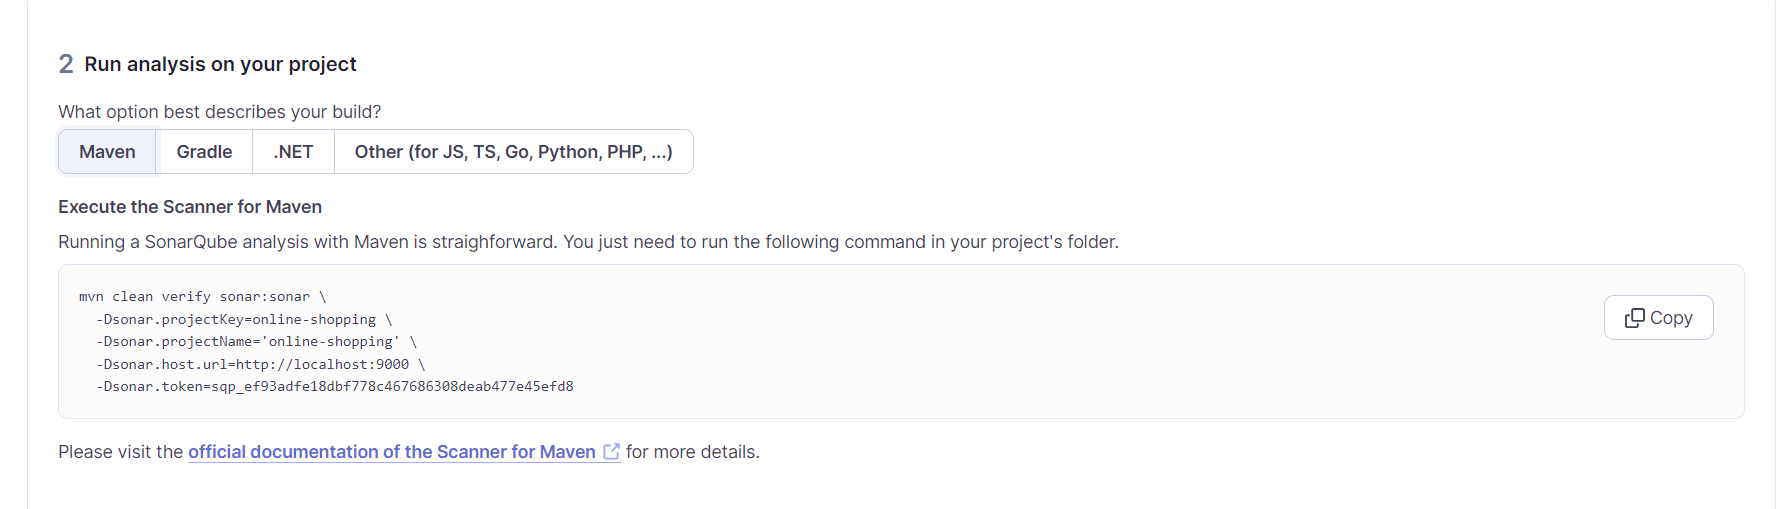 2 Run analysis on your project
What option best describes your build?
Maven Gradle .NET Other (for JS, TS, Go, Python, PHP, ...)
Execute the Scanner for Maven
Running a SonarQube analysis with Maven is straighforward. You just need to run the following command in your project's folder.
mvn clean verify sonar:sonar \
-Dsonar.projectKey=online-shopping \
-Dsonar.projectName='online-shopping' \
-Dsonar.host.url=http://localhost:9000 \
-Dsonar.token=sqp_ef93adfe18dbf778c467686308deab477e45efd8
Copy
Please visit the official documentation of the Scanner for Maven for more details.